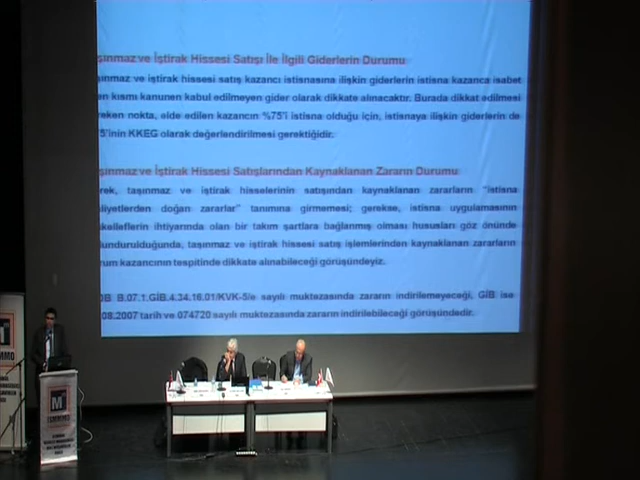 şınmaz ve İştirak Hissesi Satışı İle İlgili Giderlerin Durumu
şınmaz ve iştirak hissesi satış kazancı istisnasına ilişkin giderlerin istisna kazanca isabet
en kısmı kanunen kabul edilmeyen gider olarak dikkate alınacaktır. Burada dikkat edilmesi
reken nokta, elde edilen kazancın %75'i istisna olduğu için, istisnaya ilişkin giderlerin de
5'inin KKEG olarak değerlendirilmesi gerektiğidir.
şınmaz ve İştirak Hissesi Satışlarından Kaynaklanan Zararın Durumu
rek, taşınmaz ve iştirak hisselerinin satışından kaynaklanan zararların "istisna
aliyetlerden doğan zararlar" tanımına girmemesi; gerekse, istisna uygulamasının
kelleflerin ihtiyarında olan bir takım şartlara bağlanmış olması hususları göz önünde
lundurulduğunda, taşınmaz ve iştirak hissesi satış işlemlerinden kaynaklanan zararların
rum kazancının tespitinde dikkate alınabileceği görüşündeyiz.
DB B.07.1.GİB.4.34.16.01/KVK-5/e sayılı muktezasında zararın indirilemeyeceği, GİB ise
.08.2007 tarih ve 074720 sayılı muktezasında zararın indirilebileceği görüşündedir.